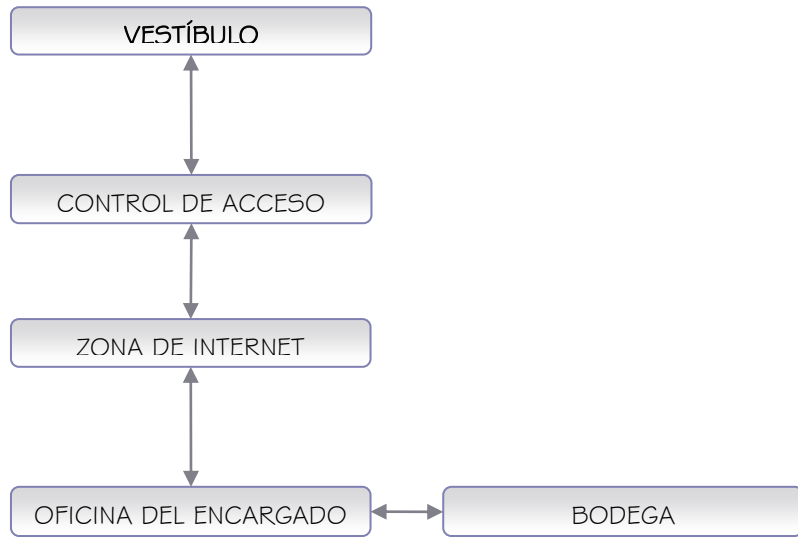 VESTÍBULO
CONTROL DE ACCESO
ZONA DE INTERNET
OFICINA DEL ENCARGADO
BODEGA